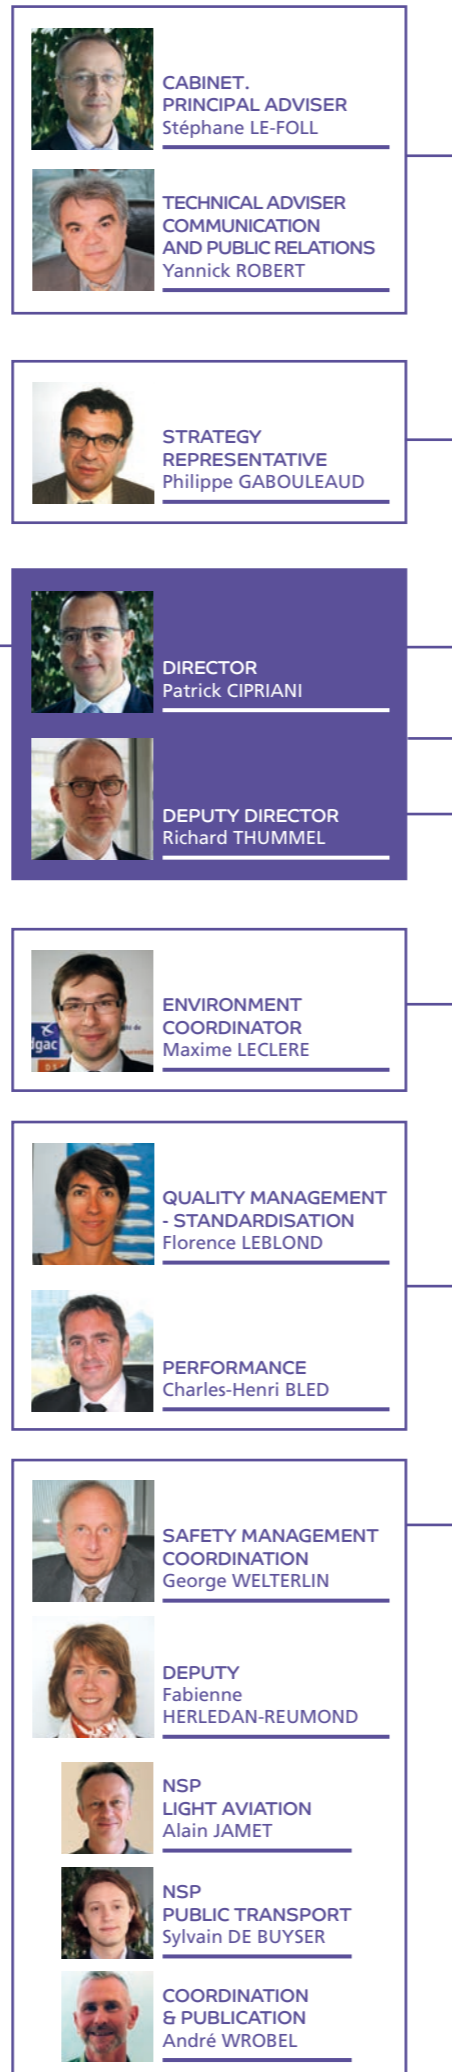 CABINET.
PRINCIPAL ADVISER
Stéphane LE-FOLL
TECHNICAL ADVISER
COMMUNICATION
AND PUBLIC RELATIONS
Yannick ROBERT
STRATEGY
REPRESENTATIVE
Philippe GABOULEAUD
DIRECTOR
Patrick CIPRIANI
DEPUTY DIRECTOR
Richard THUMMEL
ENVIRONMENT
COORDINATOR
Maxime LECLERE
dgac
QUALITY MANAGEMENT
- STANDARDISATION
Florence LEBLOND
PERFORMANCE
Charles-Henri BLED
SAFETY MANAGEMENT
COORDINATION
George WELTERLIN
DEPUTY
Fabienne
HERLEDAN-REUMOND
NSP
LIGHT AVIATION
Alain JAMET
NSP
PUBLIC TRANSPORT
Sylvain DE BUYSER
COORDINATION
& PUBLICATION
André WROBEL